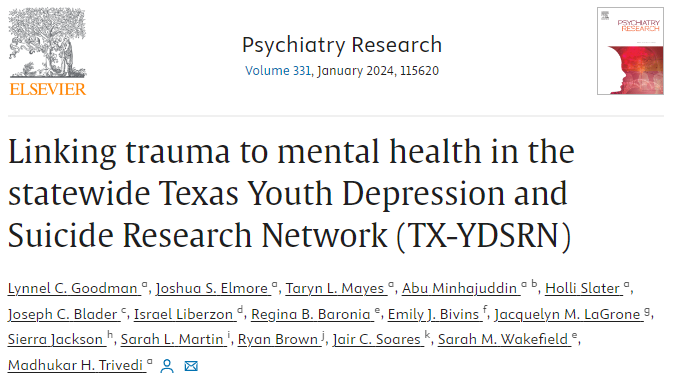 ELSEVIER
Psychiatry Research
Volume 331, January 2024, 115620
PSYCHIATRY
RESEARCH
Linking trauma to mental health in the
statewide Texas Youth Depression and
Suicide Research Network (TX-YDSRN)
Lynnel C. Goodman a, Joshua S. Elmore a, Taryn L. Mayes a, Abu Minhajuddin a b, Holli Slater a,
Joseph C. Blader c, Israel Liberzon d, Regina B. Baronia e, Emily J. Bivins f, Jacquelyn M. LaGrone g,
Sierra Jackson h, Sarah L. Martin i, Ryan Brown j, Jair C. Soares k, Sarah M. Wakefield e,
Madhukar H. Trivedi a